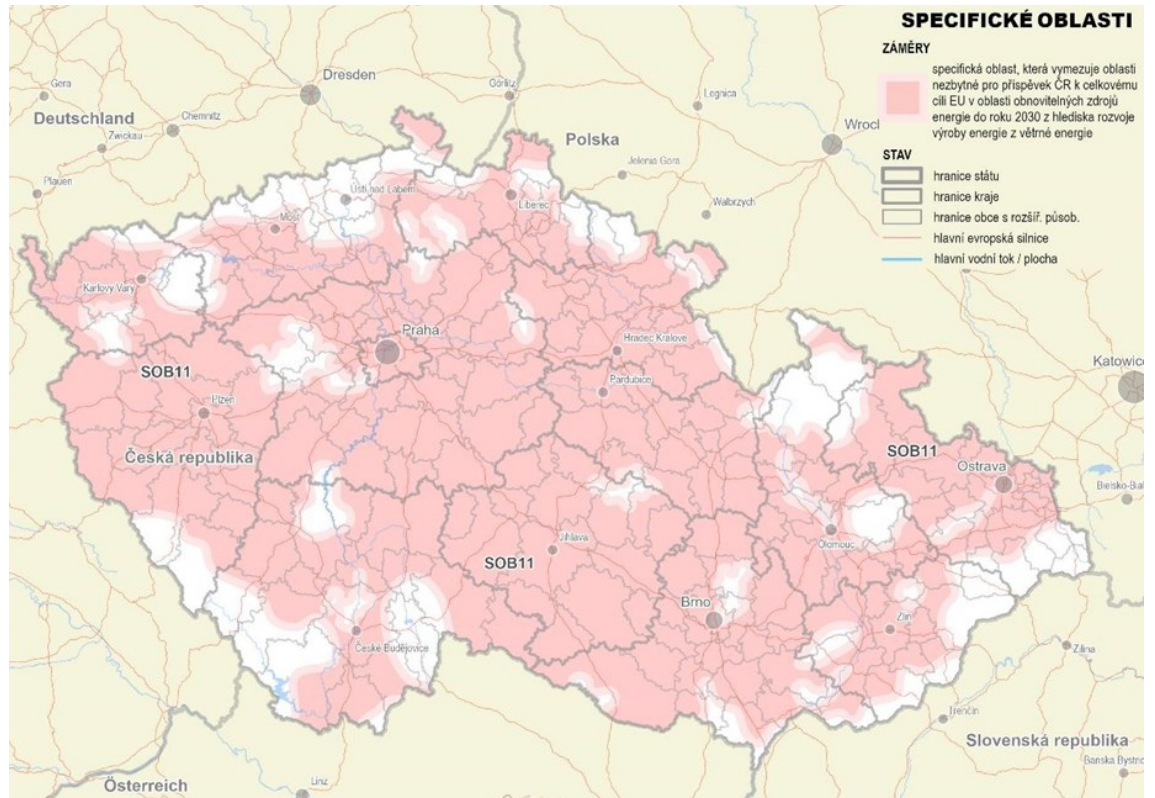 SPECIFICKÉ OBLASTI
ZÁMĚRY
specifická oblast, která vymezuje oblasti
nezbytné pro příspěvek ČR k celkovému
cíli EU v oblasti obnovitelných zdrojů
energie do roku 2030 z hlediska rozvoje
výroby energie z větrné energie
STAV
hranice státu
hranice kraje
hranice obce s rozšíř. působ.
hlavní evropská silnice
hlavní vodní tok / plocha
Dresden
Görlitz
Gera
Legnica
Deutschland
Chemnitz
Zwickau
Polska
Wrocl
Jelenia Gora
Plauen
Ústí nad Labem
Liberec
Walbrzych
Most
Karlovy Vary
Praha
Hradec Králové
Katowice
SOB11
Pardubice
Plzeň
Česká republika
SOB11
Ostrava
Bielsko-Bial
Olomouc
Jihlava
SOB11
Brno
Zlín
České Budějovice
Žilina
Trenčín
Slovenská republika
Banska Bystric
Österreich
Linz